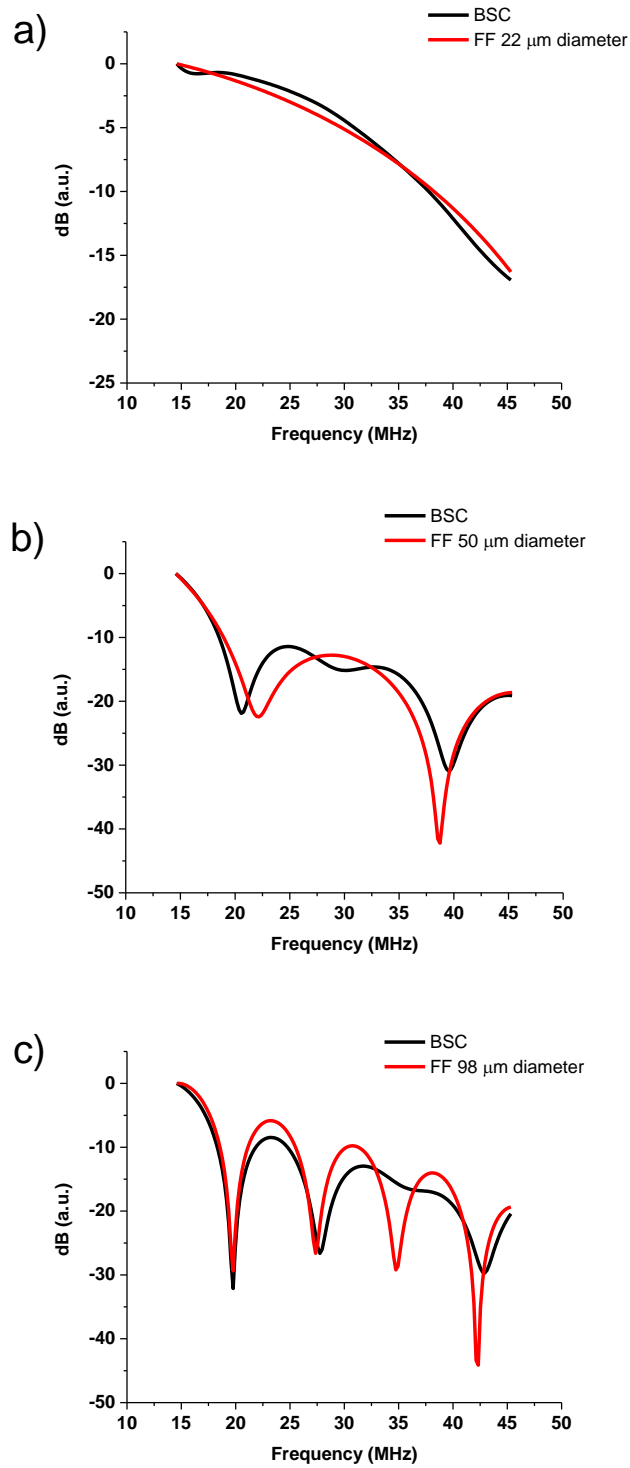 a)
BSC
FF 22 μm diameter
0
-5
-10
-15
-20
-25
dB (a.u.)
10 15 20 25 30 35 40 45 50
Frequency (MHz)
b)
BSC
FF 50 μm diameter
0
-10
-20
-30
-40
-50
dB (a.u.)
10 15 20 25 30 35 40 45 50
Frequency (MHz)
c)
BSC
FF 98 μm diameter
0
-10
-20
-30
-40
-50
dB (a.u.)
10 15 20 25 30 35 40 45 50
Frequency (MHz)